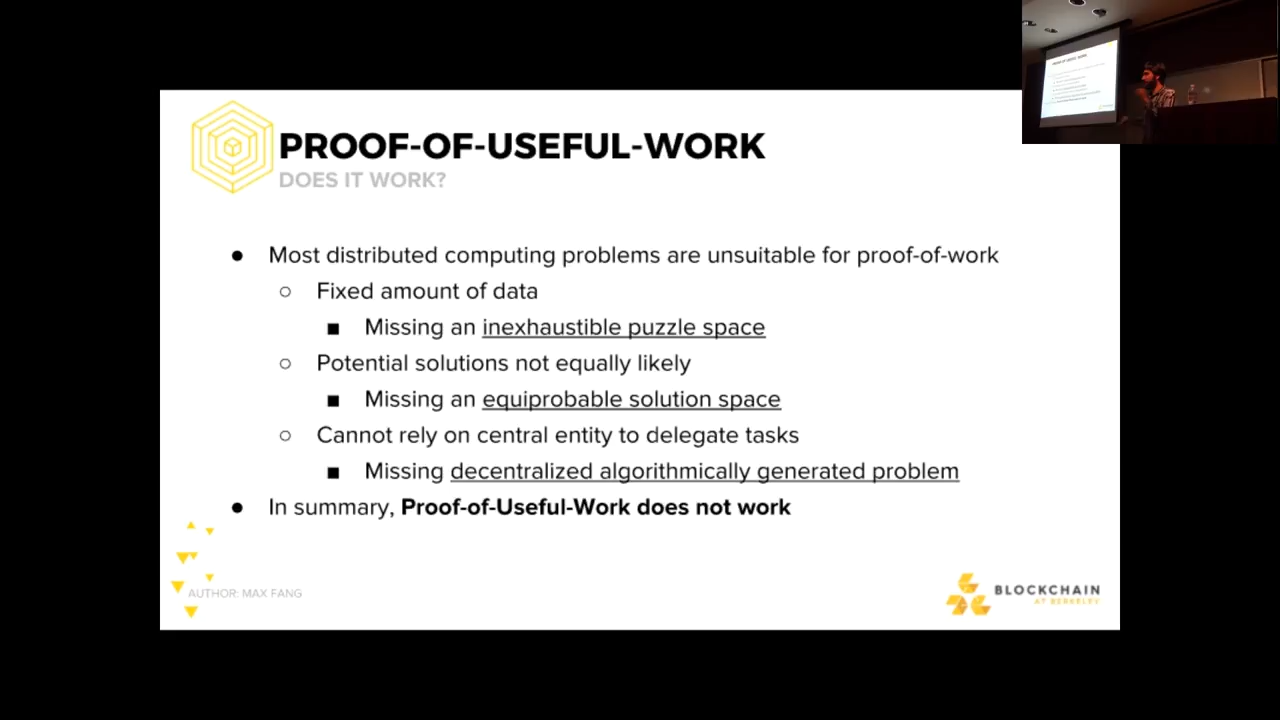 PROOF-OF-USEFUL-WORK
DOES IT WORK?
● Most distributed computing problems are unsuitable for proof-of-work
○ Fixed amount of data
■ Missing an inexhaustible puzzle space
○ Potential solutions not equally likely
■ Missing an equiprobable solution space
○ Cannot rely on central entity to delegate tasks
■ Missing decentralized algorithmically generated problem
● In summary, Proof-of-Useful-Work does not work
AUTHOR: MAX FANG
BLOCKCHAIN
AT BERKELEY